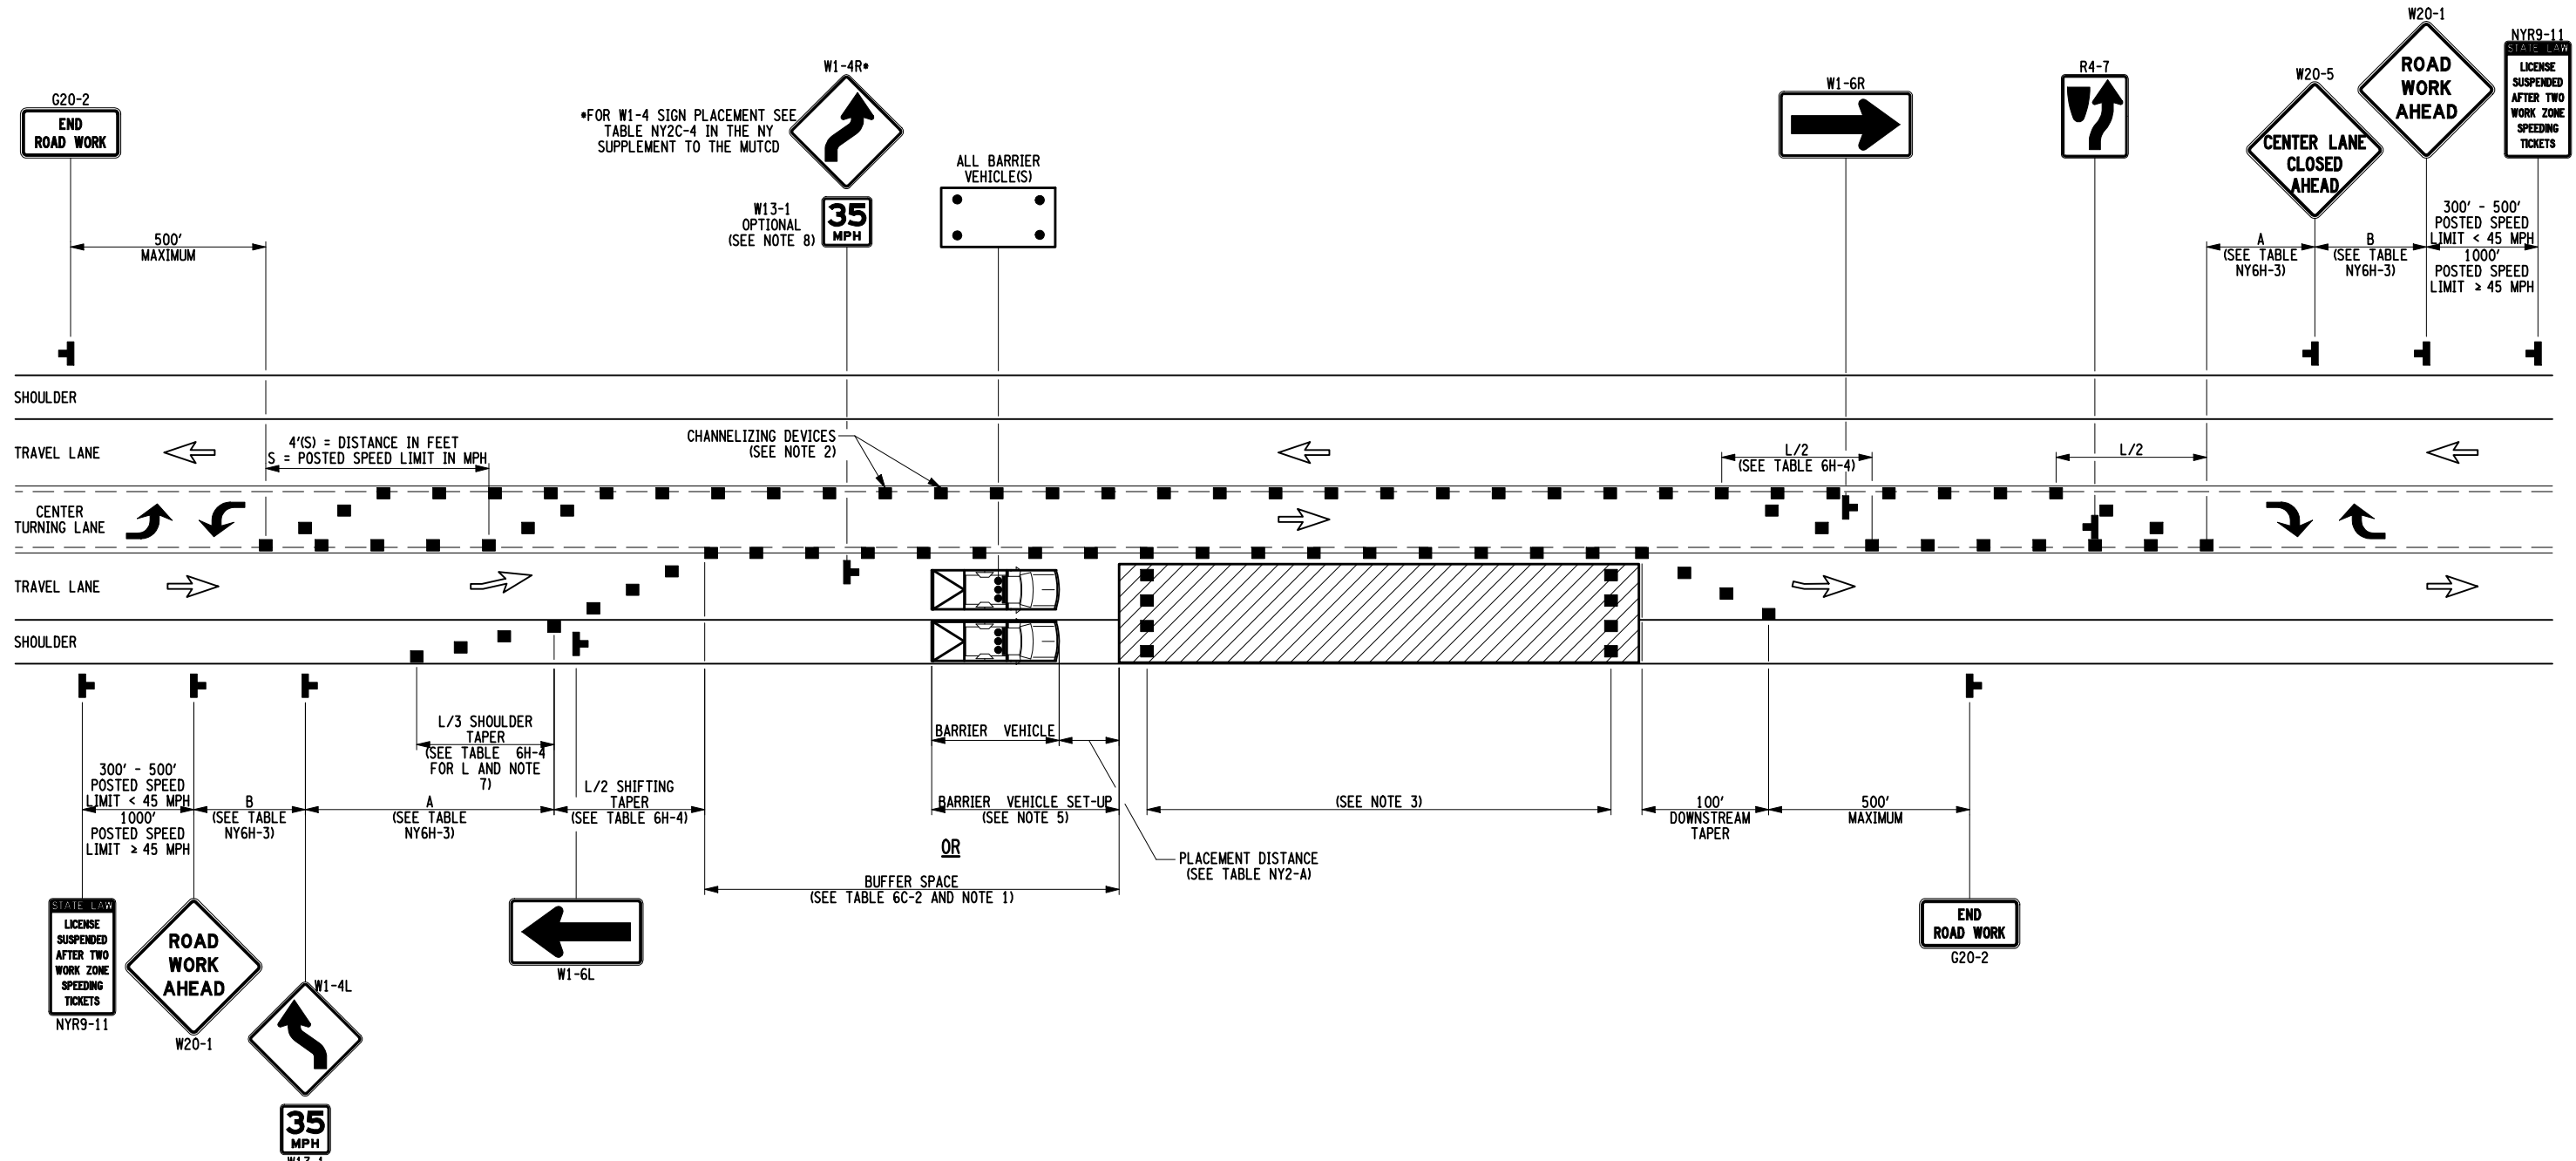 G20-2
END
ROAD WORK
500'
MAXIMUM
W1-4R*
*FOR W1-4 SIGN PLACEMENT SEE
TABLE NY2C-4 IN THE NY
SUPPLEMENT TO THE MUTCD
W13-1
OPTIONAL
(SEE NOTE 8)
35
MPH
ALL BARRIER
VEHICLE(S)
W1-6R
R4-7
W20-5
CENTER LANE
CLOSED
AHEAD
W20-1
ROAD
WORK
AHEAD
NYR9-11
STATE LAW
LICENSE
SUSPENDED
AFTER TWO
WORK ZONE
SPEEDING
TICKETS
A
(SEE TABLE
NY6H-3)
B
(SEE TABLE
NY6H-3)
300' - 500'
POSTED SPEED
LIMIT < 45 MPH
1000'
POSTED SPEED
LIMIT ≥ 45 MPH
SHOULDER
TRAVEL LANE
4'(S) = DISTANCE IN FEET
S = POSTED SPEED LIMIT IN MPH
CHANNELIZING DEVICES
(SEE NOTE 2)
L/2
(SEE TABLE 6H-4)
L/2
CENTER
TURNING LANE
TRAVEL LANE
SHOULDER
L/3 SHOULDER
TAPER
(SEE TABLE 6H-4
FOR L AND NOTE
7)
BARRIER VEHICLE
300' - 500'
POSTED SPEED
LIMIT < 45 MPH
1000'
POSTED SPEED
LIMIT ≥ 45 MPH
B
(SEE TABLE
NY6H-3)
A
(SEE TABLE
NY6H-3)
L/2 SHIFTING
TAPER
(SEE TABLE 6H-4)
BARRIER VEHICLE SET-UP
(SEE NOTE 5)
OR
BUFFER SPACE
(SEE TABLE 6C-2 AND NOTE 1)
(SEE NOTE 3)
PLACEMENT DISTANCE
(SEE TABLE NY2-A)
100'
DOWNSTREAM
TAPER
500'
MAXIMUM
STATE LAW
LICENSE
SUSPENDED
AFTER TWO
WORK ZONE
SPEEDING
TICKETS
NYR9-11
ROAD
WORK
AHEAD
W20-1
W1-4L
35
MPH
W13-1
W1-6L
END
ROAD WORK
G20-2